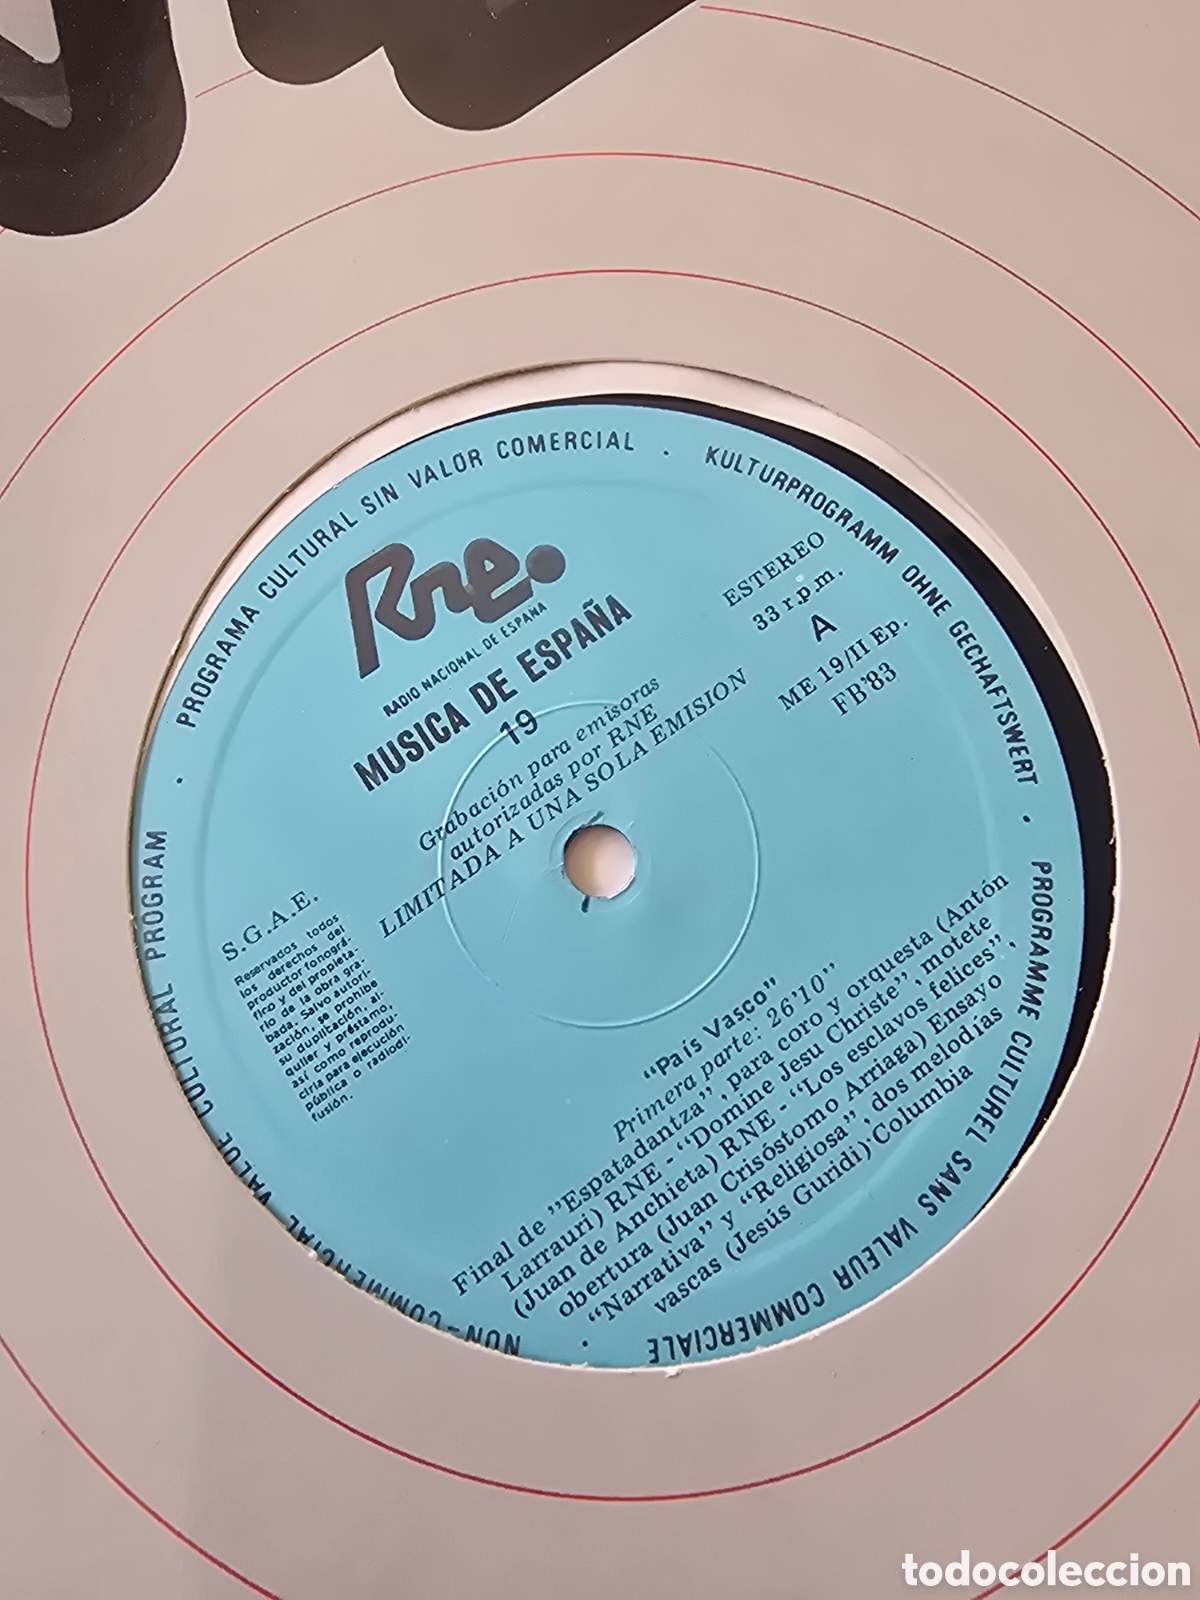 PROGRAMA CULTURAL SIN VALOR COMERCIAL · KULTURPROGRAMM OHNE GECHAFTSWERT · PROGRAMME CULTUREL SANS VALEUR COMMERCIALE · NON-COMMERCIAL VALUE CULTURAL PROGRAM ·
Rne.
RADIO NACIONAL DE ESPAÑA
MUSICA DE ESPAÑA
19
Grabación para emisoras
autorizadas por RNE
LIMITADA A UNA SOLA EMISION
ESTEREO
33 r.p.m.
A
ME 19/II Ep.
FB'83
S.G.A.E.
Reservados todos
los derechos del
productor fonográ-
fico y del propieta-
rio de la obra gra-
bada. Salvo autori-
zación, se prohibe
su duplicación, al-
quiler y préstamo,
así como reprodu-
cirla para ejecución
pública o radiodi-
fusión.
"País Vasco"
Primera parte: 26'10"
Final de "Espatadantza", para coro y orquesta (Antón
Larrauri) RNE - "Domine Jesu Christe", motete
(Juan de Anchieta) RNE - "Los esclavos felices",
obertura (Juan Crisóstomo Arriaga) Ensayo
"Narrativa" y "Religiosa", dos melodías
vascas (Jesús Guridi) Columbia
todocoleccion